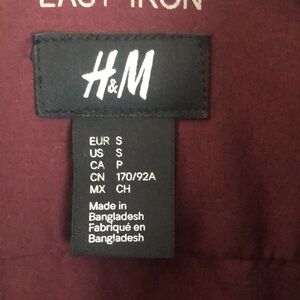 EASY IRON
H&M
EUR S
US S
CA P
CN 170/92A
MX CH
Made in
Bangladesh
Fabriqué en
Bangladesh